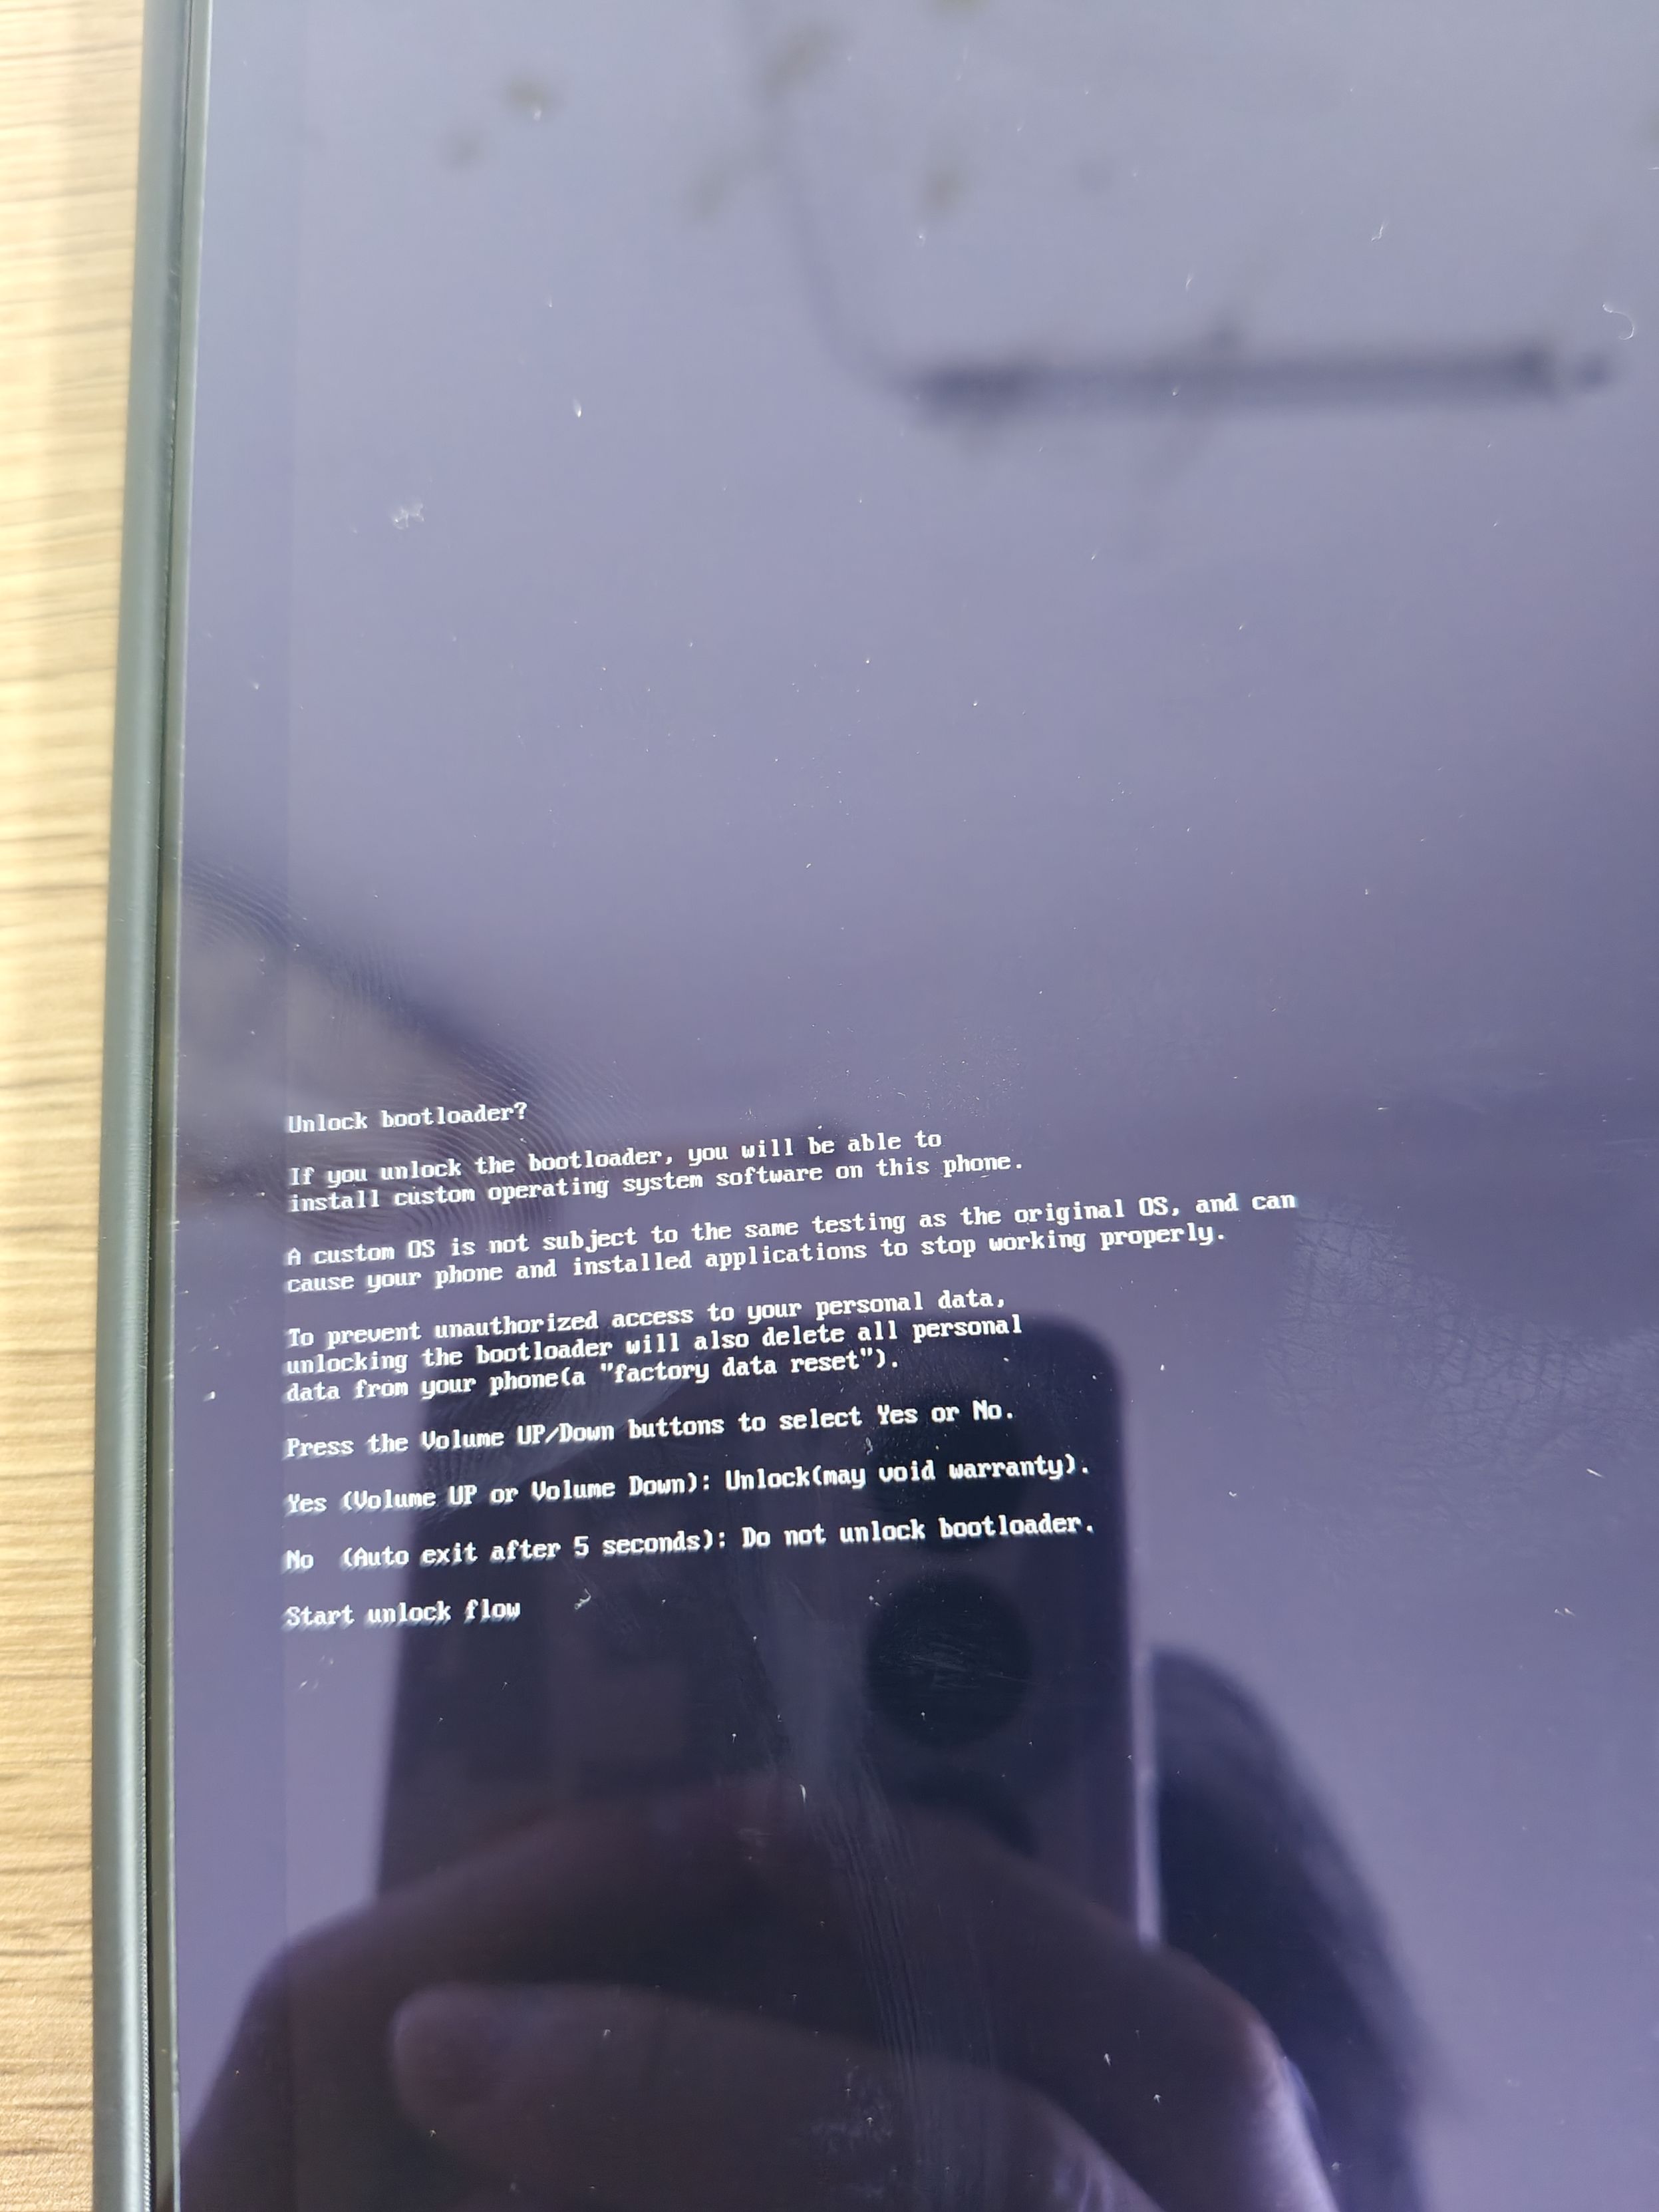 Unlock bootloader?
If you unlock the bootloader, you will be able to
install custom operating system software on this phone.
A custom OS is not subject to the same testing as the original OS, and can
cause your phone and installed applications to stop working properly.
To prevent unauthorized access to your personal data,
unlocking the bootloader will also delete all personal
data from your phone(a "factory data reset").
Press the Volume UP/Down buttons to select Yes or No.
Yes (Volume UP or Volume Down): Unlock(may void warranty).
No  (Auto exit after 5 seconds): Do not unlock bootloader.
Start unlock flow